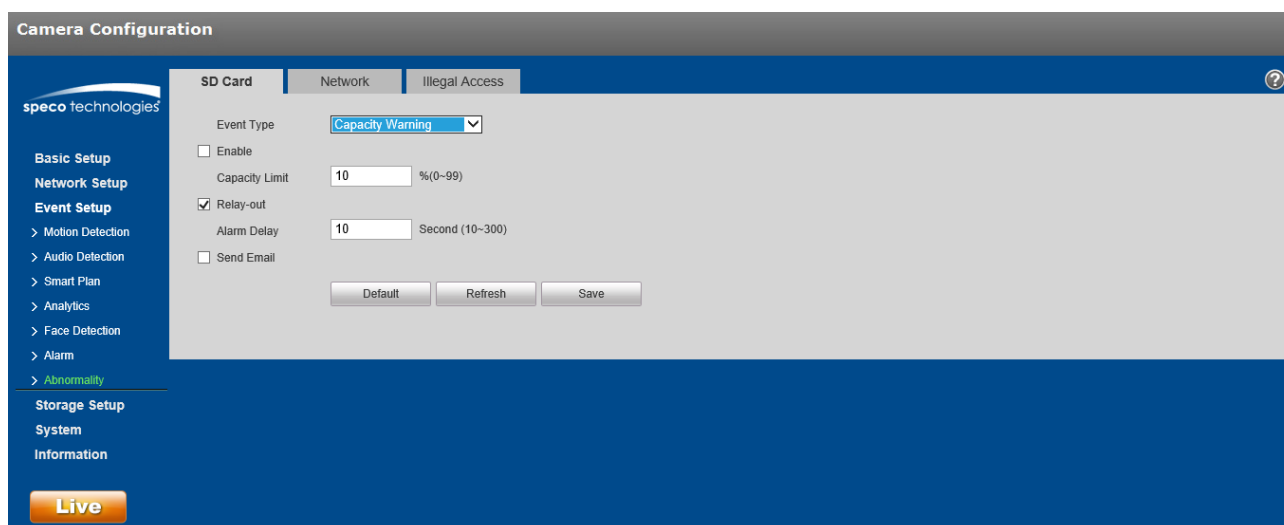 Camera Configuration
speco technologies
Basic Setup
Network Setup
Event Setup
> Motion Detection
> Audio Detection
> Smart Plan
> Analytics
> Face Detection
> Alarm
> Abnormality
Storage Setup
System
Information
Live
SD Card Network Illegal Access
?
Event Type Capacity Warning
Enable
Capacity Limit 10 %(0~99)
Relay-out
Alarm Delay 10 Second (10~300)
Send Email
Default Refresh Save